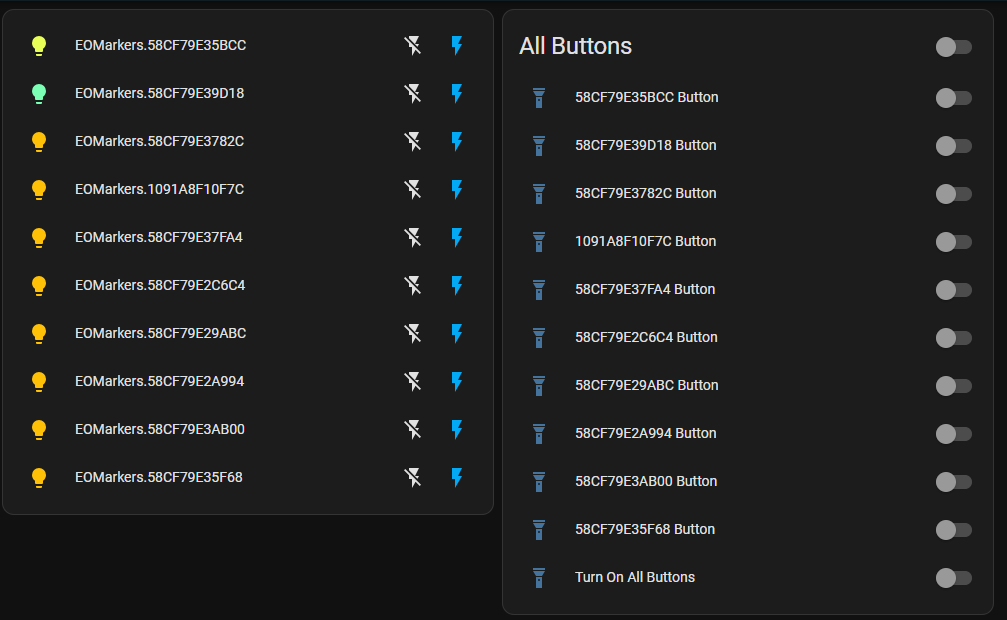 EOMarkers.58CF79E35BCC
EOMarkers.58CF79E39D18
EOMarkers.58CF79E3782C
EOMarkers.1091A8F10F7C
EOMarkers.58CF79E37FA4
EOMarkers.58CF79E2C6C4
EOMarkers.58CF79E29ABC
EOMarkers.58CF79E2A994
EOMarkers.58CF79E3AB00
EOMarkers.58CF79E35F68
All Buttons
58CF79E35BCC Button
58CF79E39D18 Button
58CF79E3782C Button
1091A8F10F7C Button
58CF79E37FA4 Button
58CF79E2C6C4 Button
58CF79E29ABC Button
58CF79E2A994 Button
58CF79E3AB00 Button
58CF79E35F68 Button
Turn On All Buttons